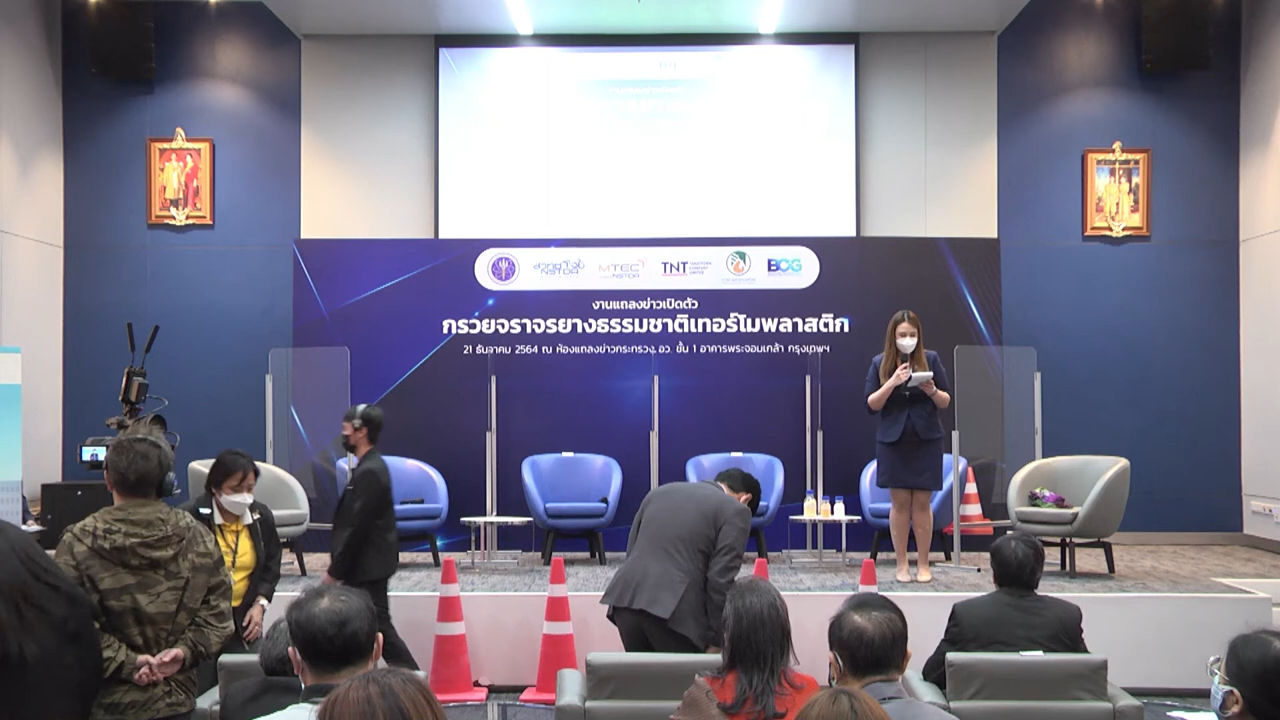 สวทช
NSTDA
MTEC
NSTDA
TNT
BCG
งานแถลงข่าวเปิดตัว
กรวยจราจรยางธรรมชาติเทอร์โมพลาสติก
21 ธันวาคม 2564 ณ ห้องแถลงข่าวกระทรวง อว. ชั้น 1 อาคารพระจอมเกล้า กรุงเทพฯ